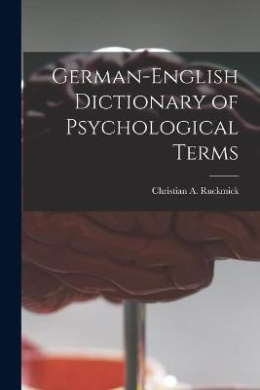 German-English
Dictionary of
Psychological
Terms
Christian A. Ruckmick